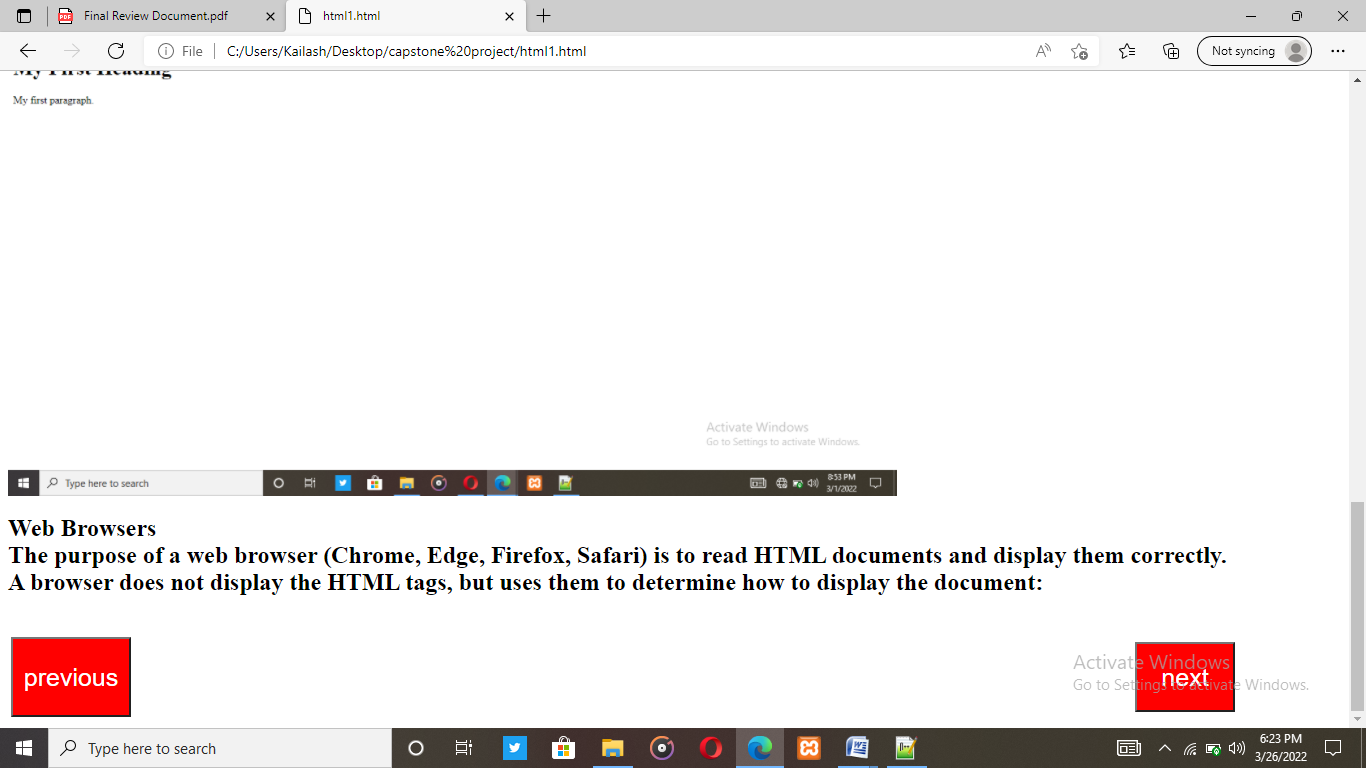 Final Review Document.pdf
html1.html
File
C:/Users/Kailash/Desktop/capstone%20project/html1.html
Not syncing
My First Heading
My first paragraph.
Activate Windows
Go to Settings to activate Windows.
Type here to search
8:53 PM
3/1/2022
Web Browsers
The purpose of a web browser (Chrome, Edge, Firefox, Safari) is to read HTML documents and display them correctly.
A browser does not display the HTML tags, but uses them to determine how to display the document:
previous
next
Activate Windows
Go to Settings to activate Windows.
Type here to search
6:23 PM
3/26/2022